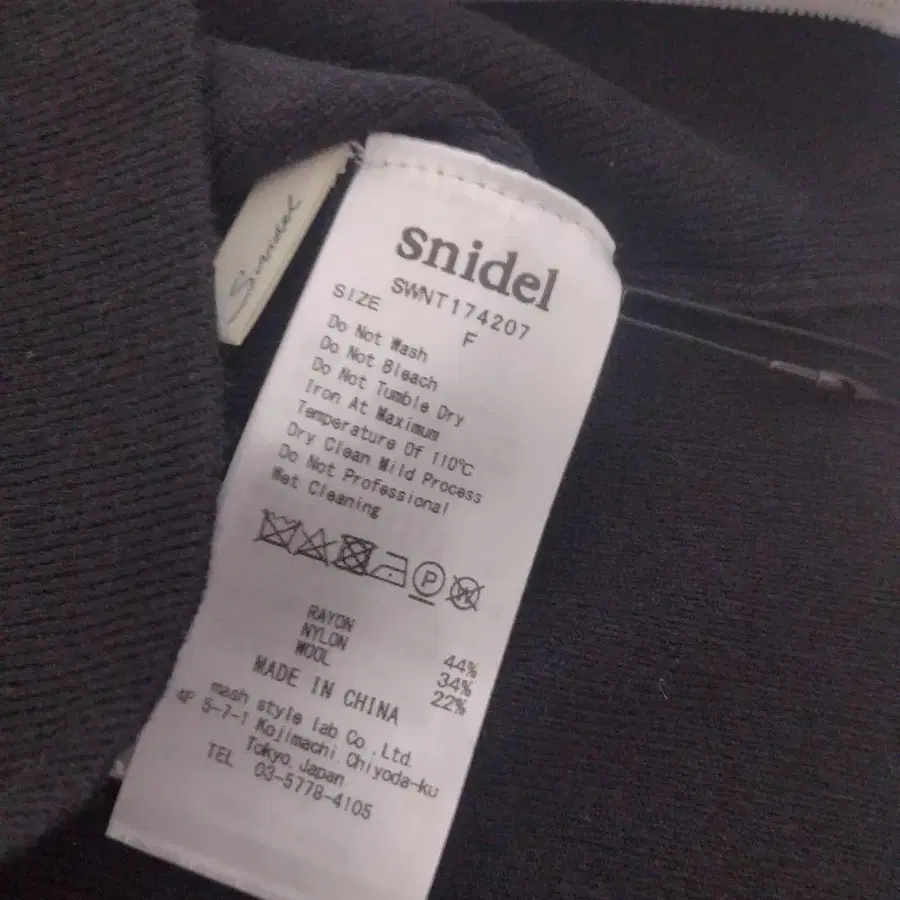 Snidel
snidel
SWNT174207
SIZE F
Do Not Wash
Do Not Bleach
Do Not Tumble Dry
Iron At Maximum
Temperature Of 110℃
Dry Clean Mild Process
Do Not Professional
Wet Cleaning
P W
RAYON 44%
NYLON 34%
WOOL 22%
MADE IN CHINA
mash style lab Co.,Ltd.
4F 5-7-1 Kojimachi Chiyoda-ku
Tokyo Japan
TEL 03-5778-4105